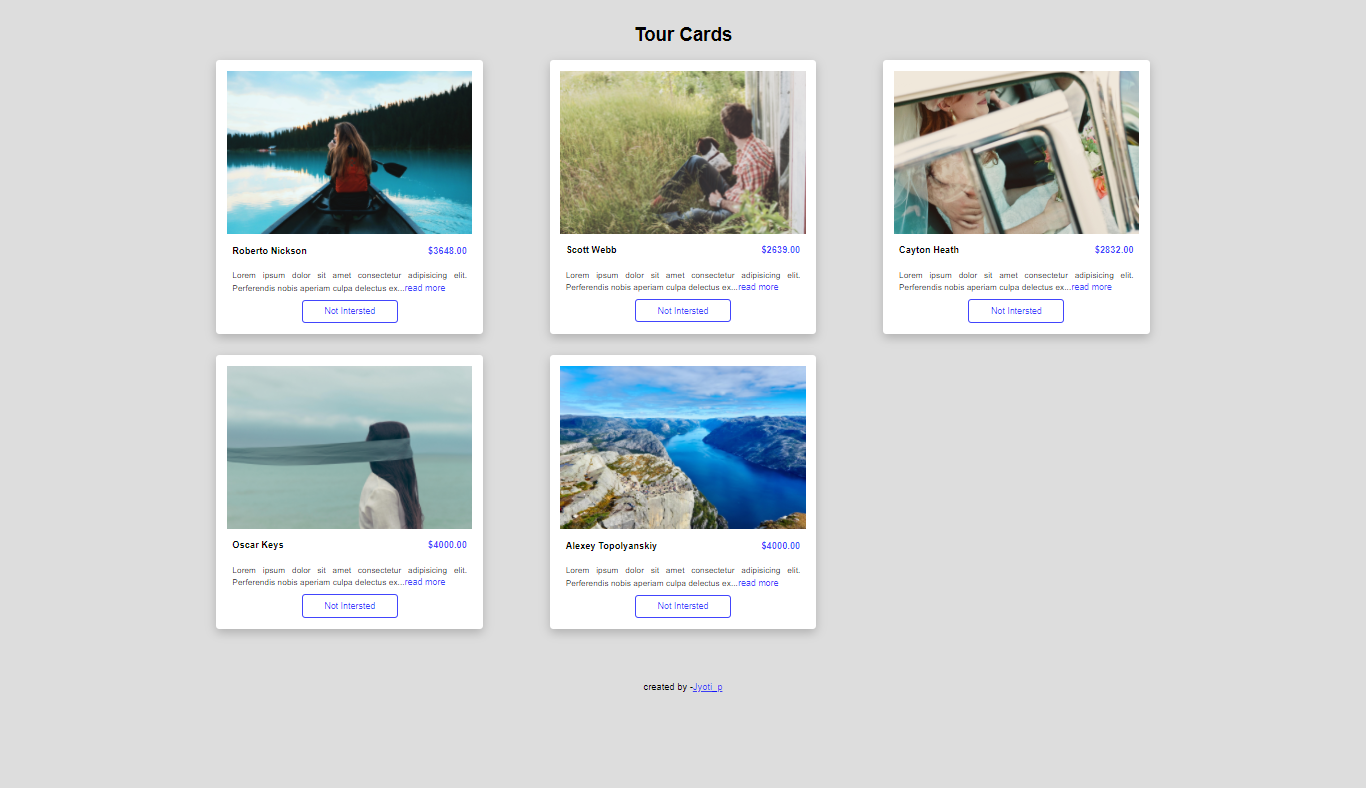 Tour Cards
Roberto Nickson $3648.00
Lorem ipsum dolor sit amet consectetur adipisicing elit.
Perferendis nobis aperiam culpa delectus ex...read more
Not Intersted
Scott Webb $2639.00
Lorem ipsum dolor sit amet consectetur adipisicing elit.
Perferendis nobis aperiam culpa delectus ex...read more
Not Intersted
Cayton Heath $2832.00
Lorem ipsum dolor sit amet consectetur adipisicing elit.
Perferendis nobis aperiam culpa delectus ex...read more
Not Intersted
Oscar Keys $4000.00
Lorem ipsum dolor sit amet consectetur adipisicing elit.
Perferendis nobis aperiam culpa delectus ex...read more
Not Intersted
Alexey Topolyanskiy $4000.00
Lorem ipsum dolor sit amet consectetur adipisicing elit.
Perferendis nobis aperiam culpa delectus ex...read more
Not Intersted
created by -Jyoti_p